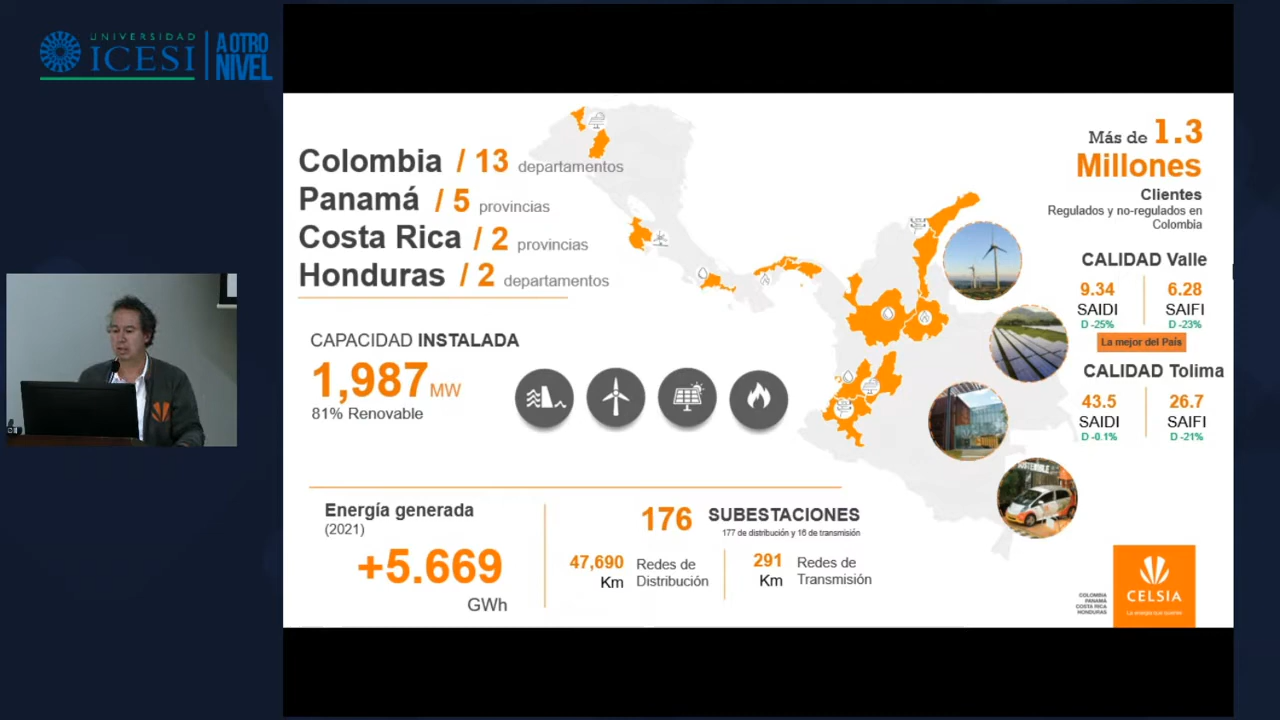 UNIVERSIDAD
ICESI
A OTRO
NIVEL
Colombia / 13 departamentos
Panamá / 5 provincias
Costa Rica / 2 provincias
Honduras / 2 departamentos
CAPACIDAD INSTALADA
1,987 MW
81% Renovable
Energía generada
(2021)
+5.669
GWh
176 SUBESTACIONES
177 de distribución y 16 de transmisión
47,690 Redes de
Km Distribución
291 Redes de
Km Transmisión
Más de 1.3
Millones
Clientes
Regulados y no-regulados en
Colombia
CALIDAD Valle
9.34 6.28
SAIDI SAIFI
D -25% D -23%
La mejor del País
CALIDAD Tolima
43.5 26.7
SAIDI SAIFI
D -0.1% D -21%
COLOMBIA
PANAMÁ
COSTA RICA
HONDURAS
CELSIA
La energía que quieres